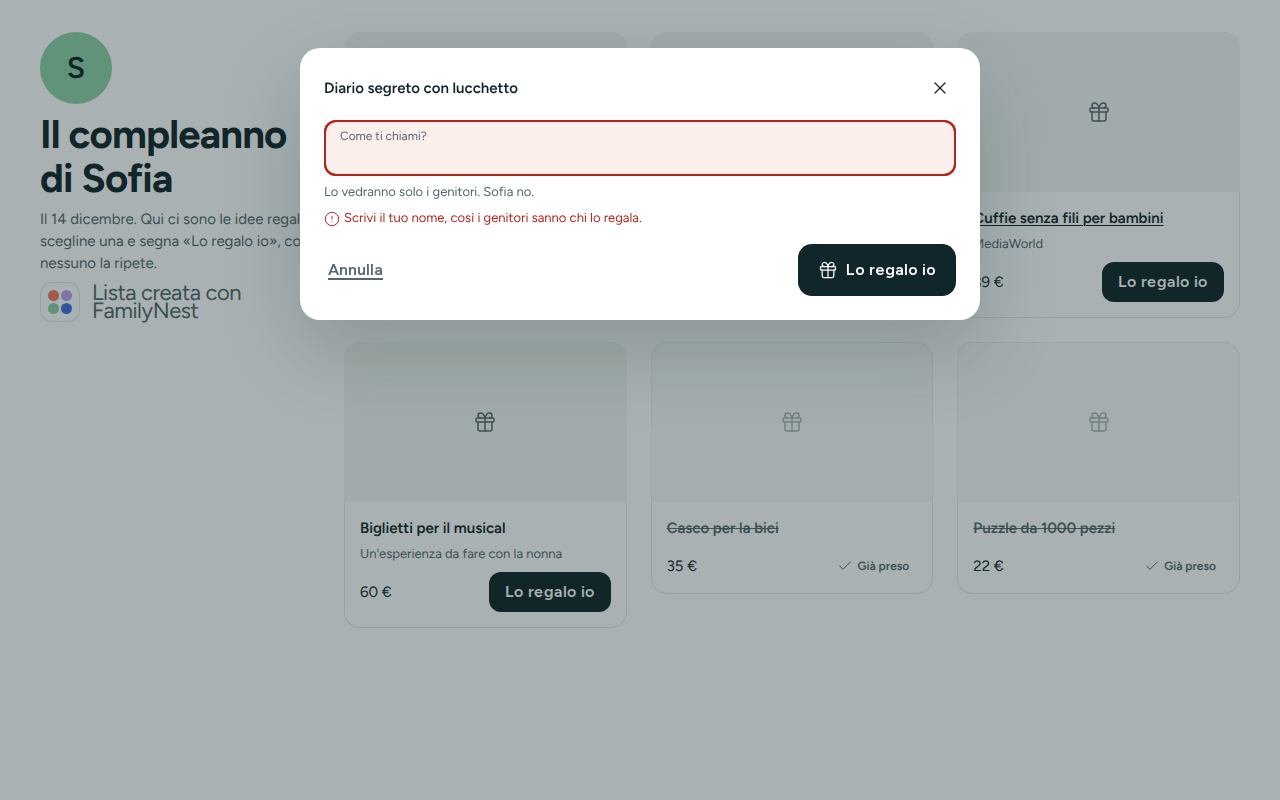 S
Il compleanno
di Sofia
Il 14 dicembre. Qui ci sono le idee regal
scegline una e segna «Lo regalo io», co
nessuno la ripete.
Lista creata con
FamilyNest
Diario segreto con lucchetto
Come ti chiami?
Lo vedranno solo i genitori. Sofia no.
Scrivi il tuo nome, così i genitori sanno chi lo regala.
Annulla
Lo regalo io
Cuffie senza fili per bambini
MediaWorld
39 €
Lo regalo io
Biglietti per il musical
Un'esperienza da fare con la nonna
60 €
Lo regalo io
Casco per la bici
35 €
Già preso
Puzzle da 1000 pezzi
22 €
Già preso